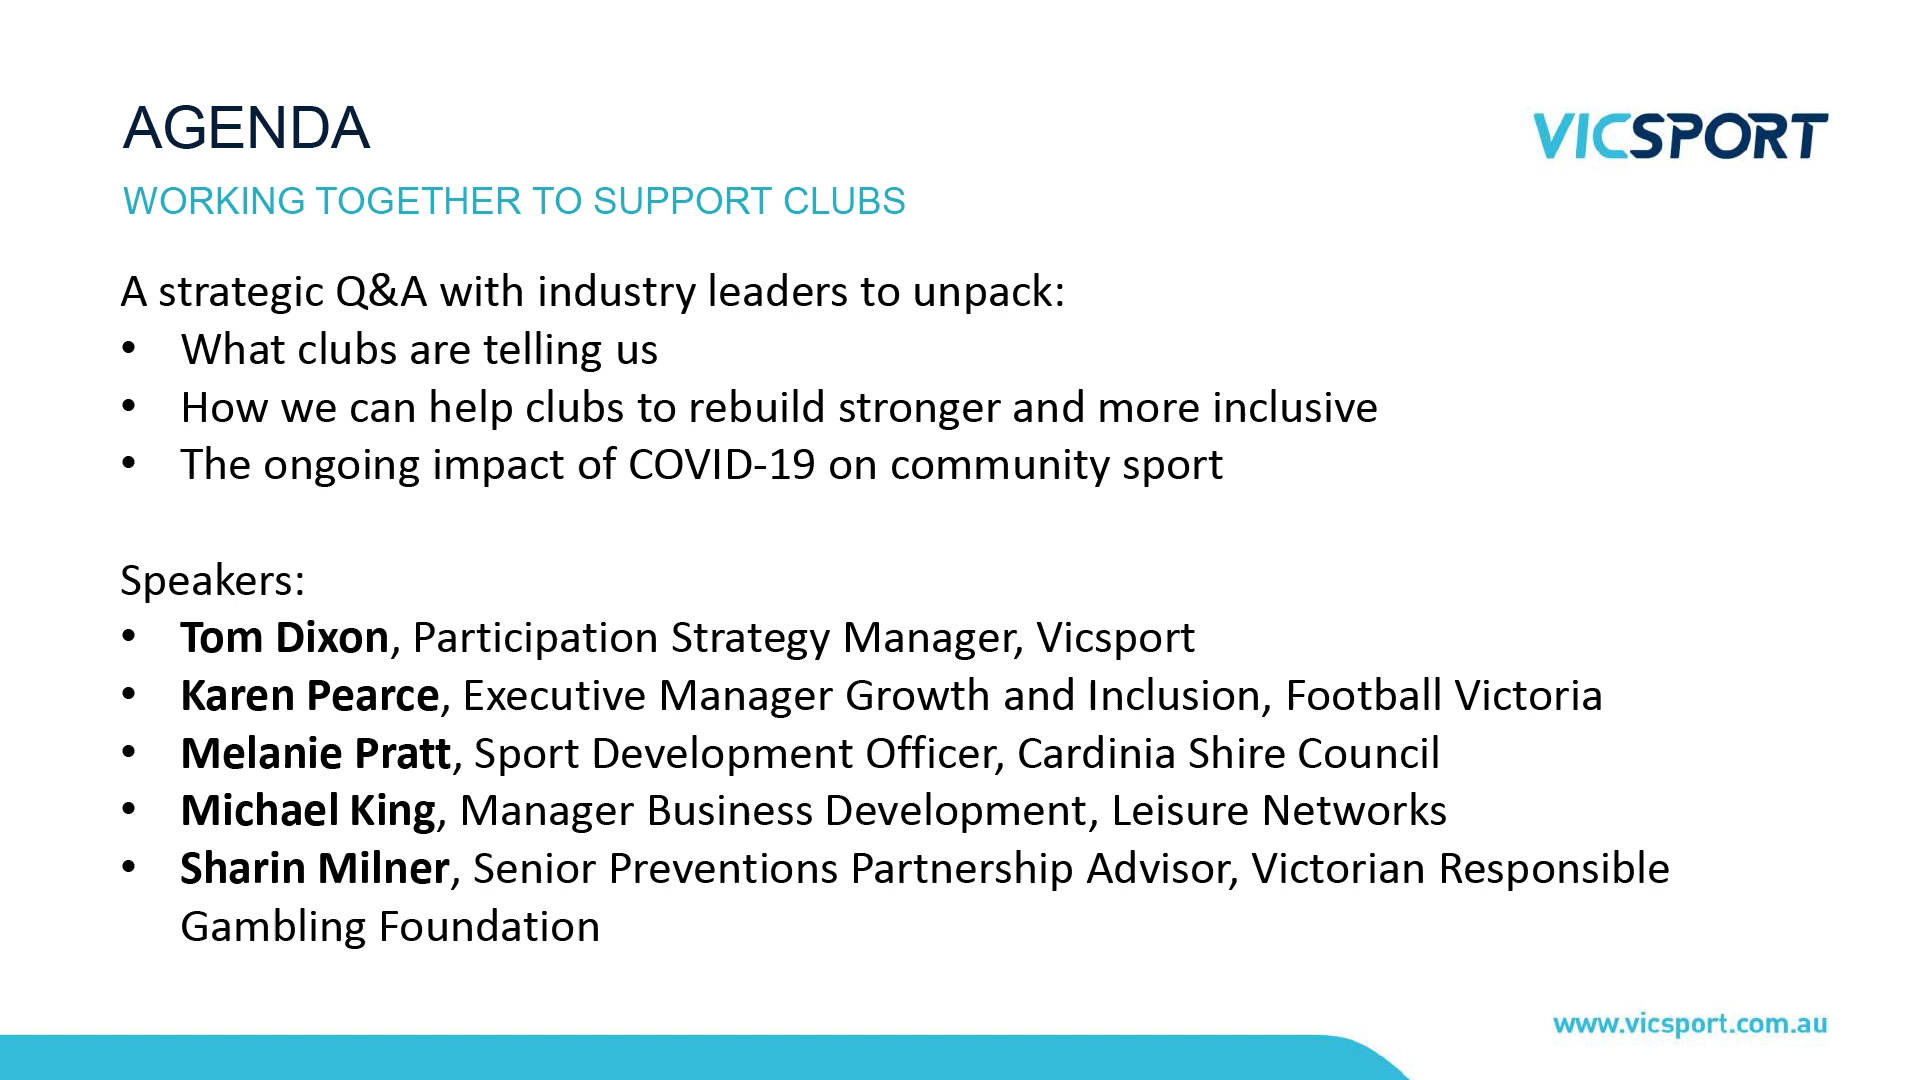 AGENDA
VICSPORT
WORKING TOGETHER TO SUPPORT CLUBS
A strategic Q&A with industry leaders to unpack:
• What clubs are telling us
• How we can help clubs to rebuild stronger and more inclusive
• The ongoing impact of COVID-19 on community sport
Speakers:
• Tom Dixon, Participation Strategy Manager, Vicsport
• Karen Pearce, Executive Manager Growth and Inclusion, Football Victoria
• Melanie Pratt, Sport Development Officer, Cardinia Shire Council
• Michael King, Manager Business Development, Leisure Networks
• Sharin Milner, Senior Preventions Partnership Advisor, Victorian Responsible
Gambling Foundation
www.vicsport.com.au